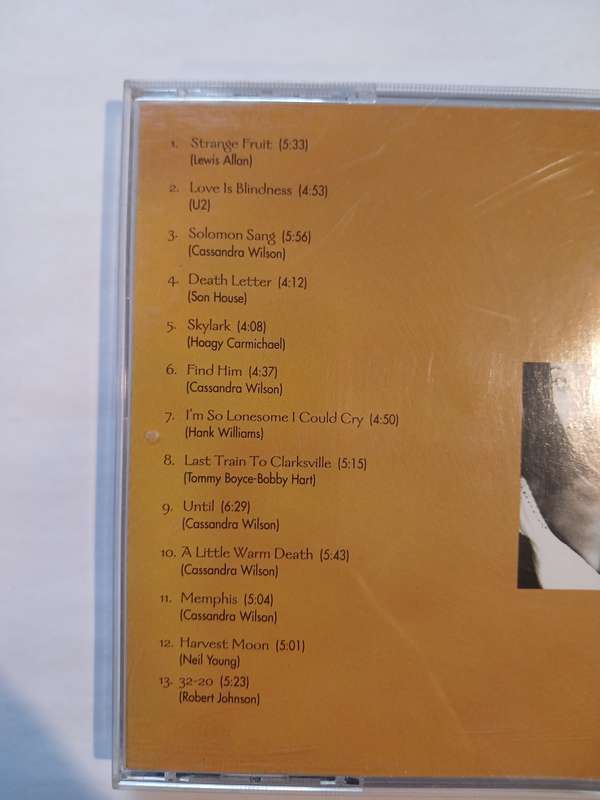 1. Strange Fruit (5:33)
(Lewis Allan)
2. Love Is Blindness (4:53)
(U2)
3. Solomon Sang (5:56)
(Cassandra Wilson)
4. Death Letter (4:12)
(Son House)
5. Skylark (4:08)
(Hoagy Carmichael)
6. Find Him (4:37)
(Cassandra Wilson)
7. I'm So Lonesome I Could Cry (4:50)
(Hank Williams)
8. Last Train To Clarksville (5:15)
(Tommy Boyce-Bobby Hart)
9. Until (6:29)
(Cassandra Wilson)
10. A Little Warm Death (5:43)
(Cassandra Wilson)
11. Memphis (5:04)
(Cassandra Wilson)
12. Harvest Moon (5:01)
(Neil Young)
13. 32-20 (5:23)
(Robert Johnson)